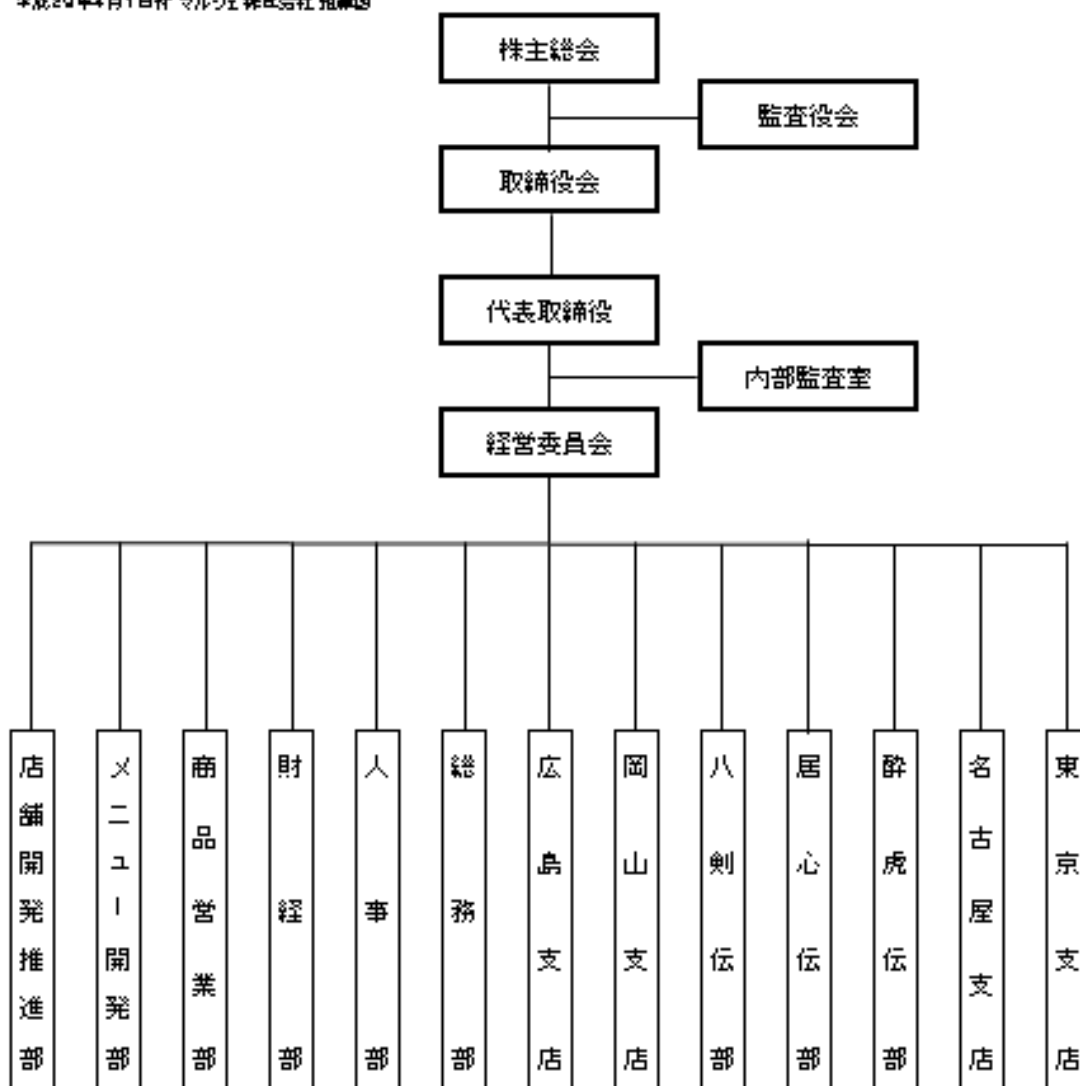 株主総会
監査役会
取締役会
代表取締役
内部監査室
経営委員会
店舗開発推進部
メニュー開発部
商品営業部
財経部
人事部
総務部
広島支店
岡山支店
八剣伝部
居心伝部
酔虎伝部
名古屋支店
東京支店